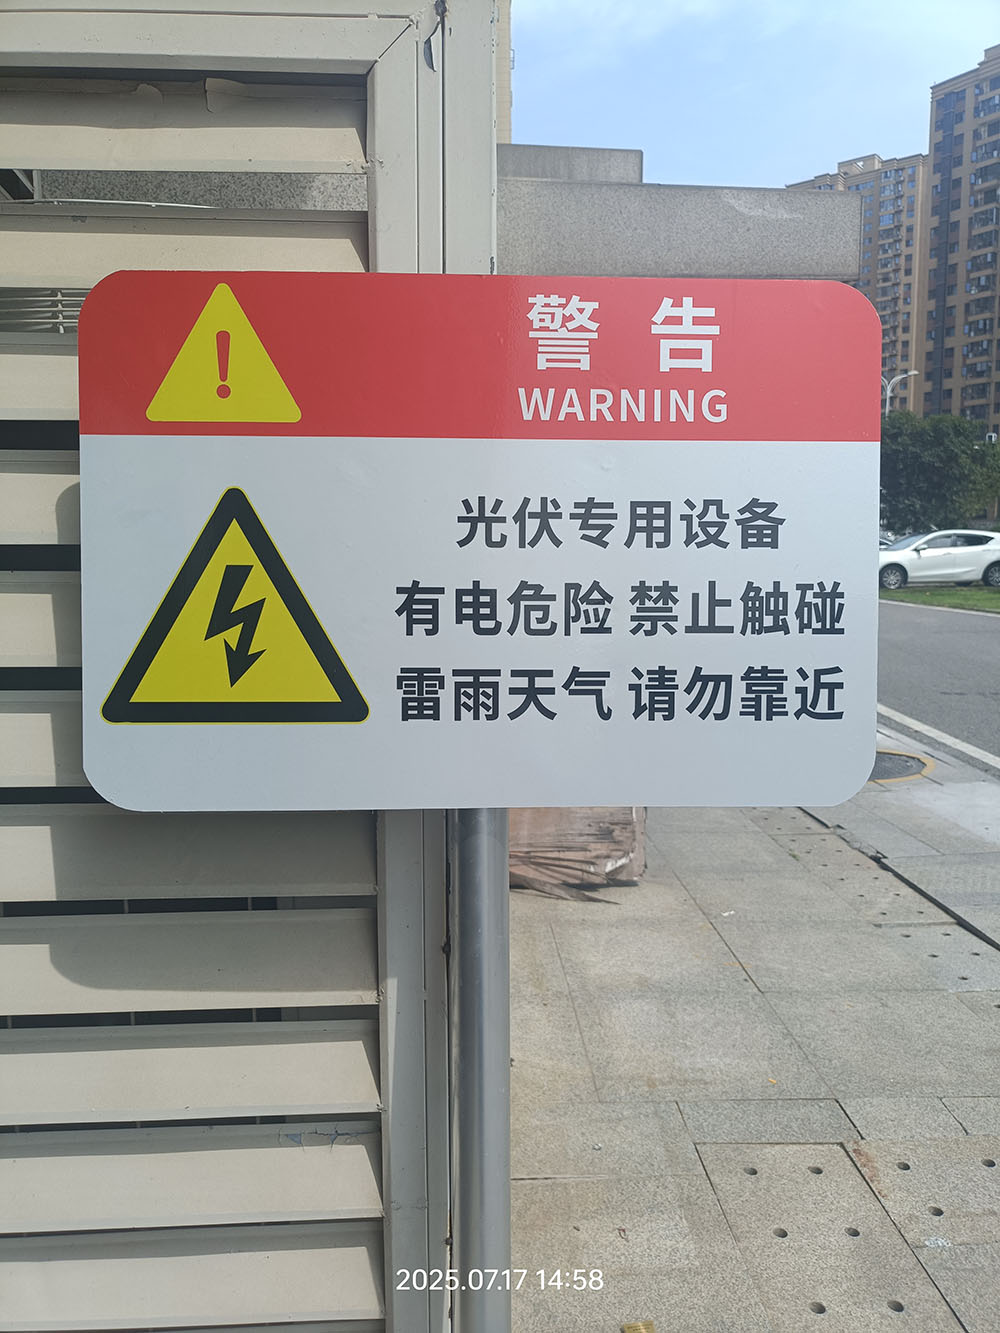 警告
WARNING
光伏专用设备
有电危险 禁止触碰
雷雨天气 请勿靠近
2025.07.17 14:58